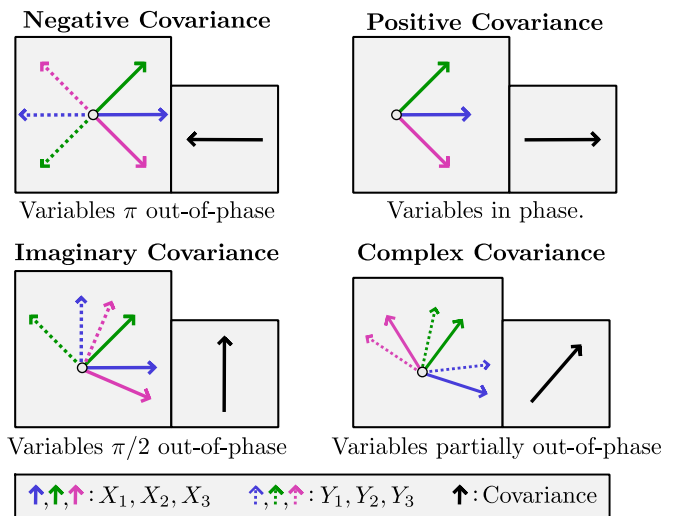 Negative Covariance
Positive Covariance
Variables π out-of-phase
Variables in phase.
Imaginary Covariance
Complex Covariance
Variables π/2 out-of-phase
Variables partially out-of-phase
, , : X₁, X₂, X₃ , , : Y₁, Y₂, Y₃ : Covariance